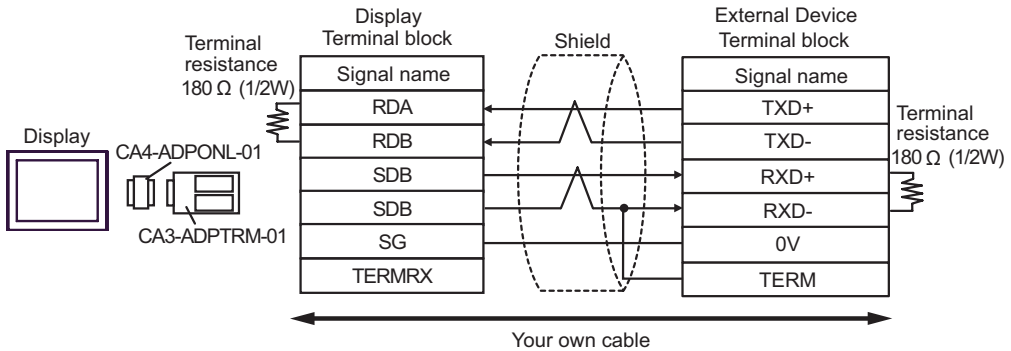 Display
Terminal block
Shield
External Device
Terminal block
Terminal
resistance
180 Ω (1/2W)
Signal name
RDA
RDB
SDB
SDB
SG
TERMRX
Signal name
TXD+
TXD-
RXD+
RXD-
0V
TERM
Terminal
resistance
180 Ω (1/2W)
Display
CA4-ADPONL-01
CA3-ADPTRM-01
Your own cable